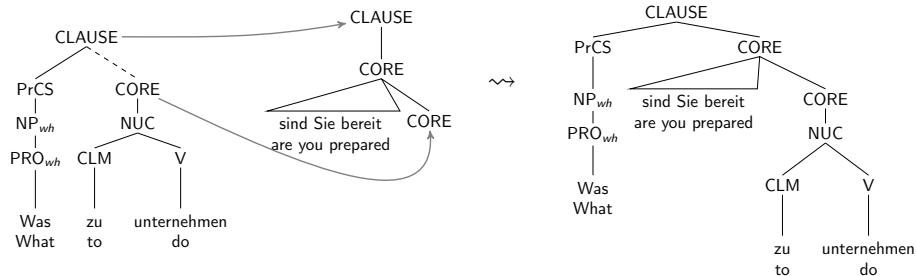 CLAUSE
PrCS CORE
NP wh NUC
PRO wh CLM V
Was zu unternehmen
What to do
CLAUSE
CORE
sind Sie bereit
are you prepared
CORE
⇝
CLAUSE
PrCS CORE
sind Sie bereit
are you prepared
NP wh CORE
PRO wh NUC
Was CLM V
What
zu unternehmen
to do